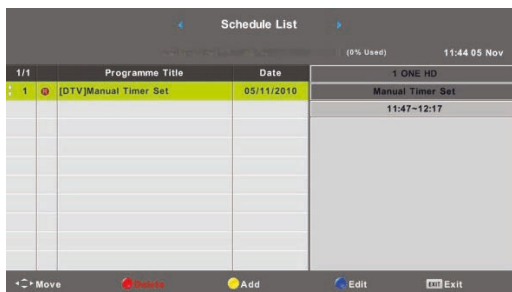 Schedule List
(0% Used) 11:44 05 Nov
1/1 Programme Title Date 1 ONE HD
1 [DTV]Manual Timer Set 05/11/2010 Manual Timer Set
11:47~12:17
Move Delete Add Edit EXIT Exit